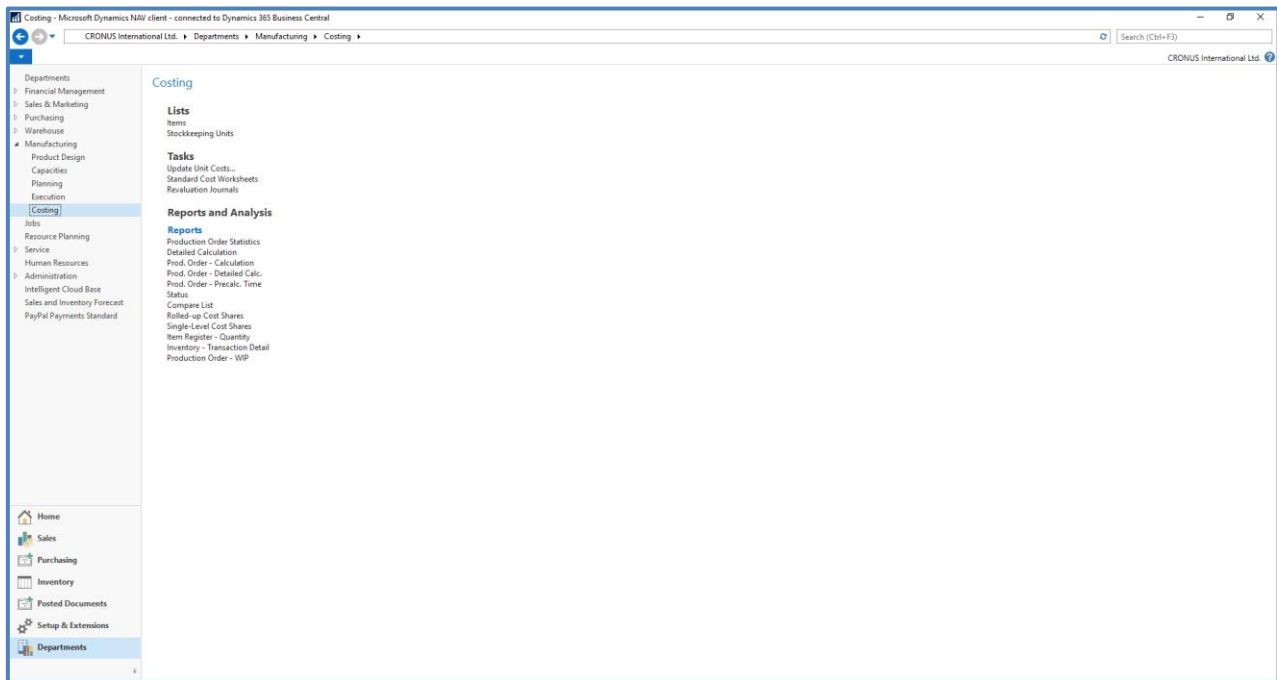 Costing - Microsoft Dynamics NAV client - connected to Dynamics 365 Business Central
CRONUS International Ltd. Departments Manufacturing Costing
Search (Ctrl+F3)
CRONUS International Ltd.
Departments
Financial Management
Sales & Marketing
Purchasing
Warehouse
Manufacturing
Product Design
Capacities
Planning
Execution
Costing
Jobs
Resource Planning
Service
Human Resources
Administration
Intelligent Cloud Base
Sales and Inventory Forecast
PayPal Payments Standard
Home
Sales
Purchasing
Inventory
Posted Documents
Setup & Extensions
Departments
Costing
Lists
Items
Stockkeeping Units
Tasks
Update Unit Costs...
Standard Cost Worksheets
Revaluation Journals
Reports and Analysis
Reports
Production Order Statistics
Detailed Calculation
Prod. Order - Calculation
Prod. Order - Detailed Calc.
Prod. Order - Precalc. Time
Status
Compare List
Rolled-up Cost Shares
Single-Level Cost Shares
Item Register - Quantity
Inventory - Transaction Detail
Production Order - WIP